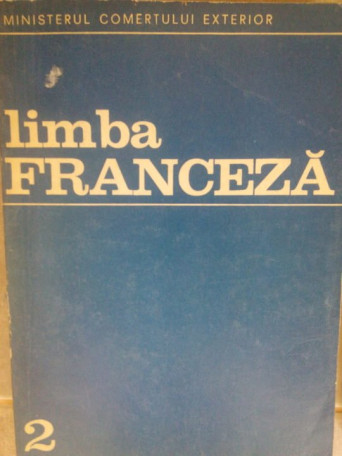 MINISTERUL COMERTULUI EXTERIOR
limba
FRANCEZĂ
2